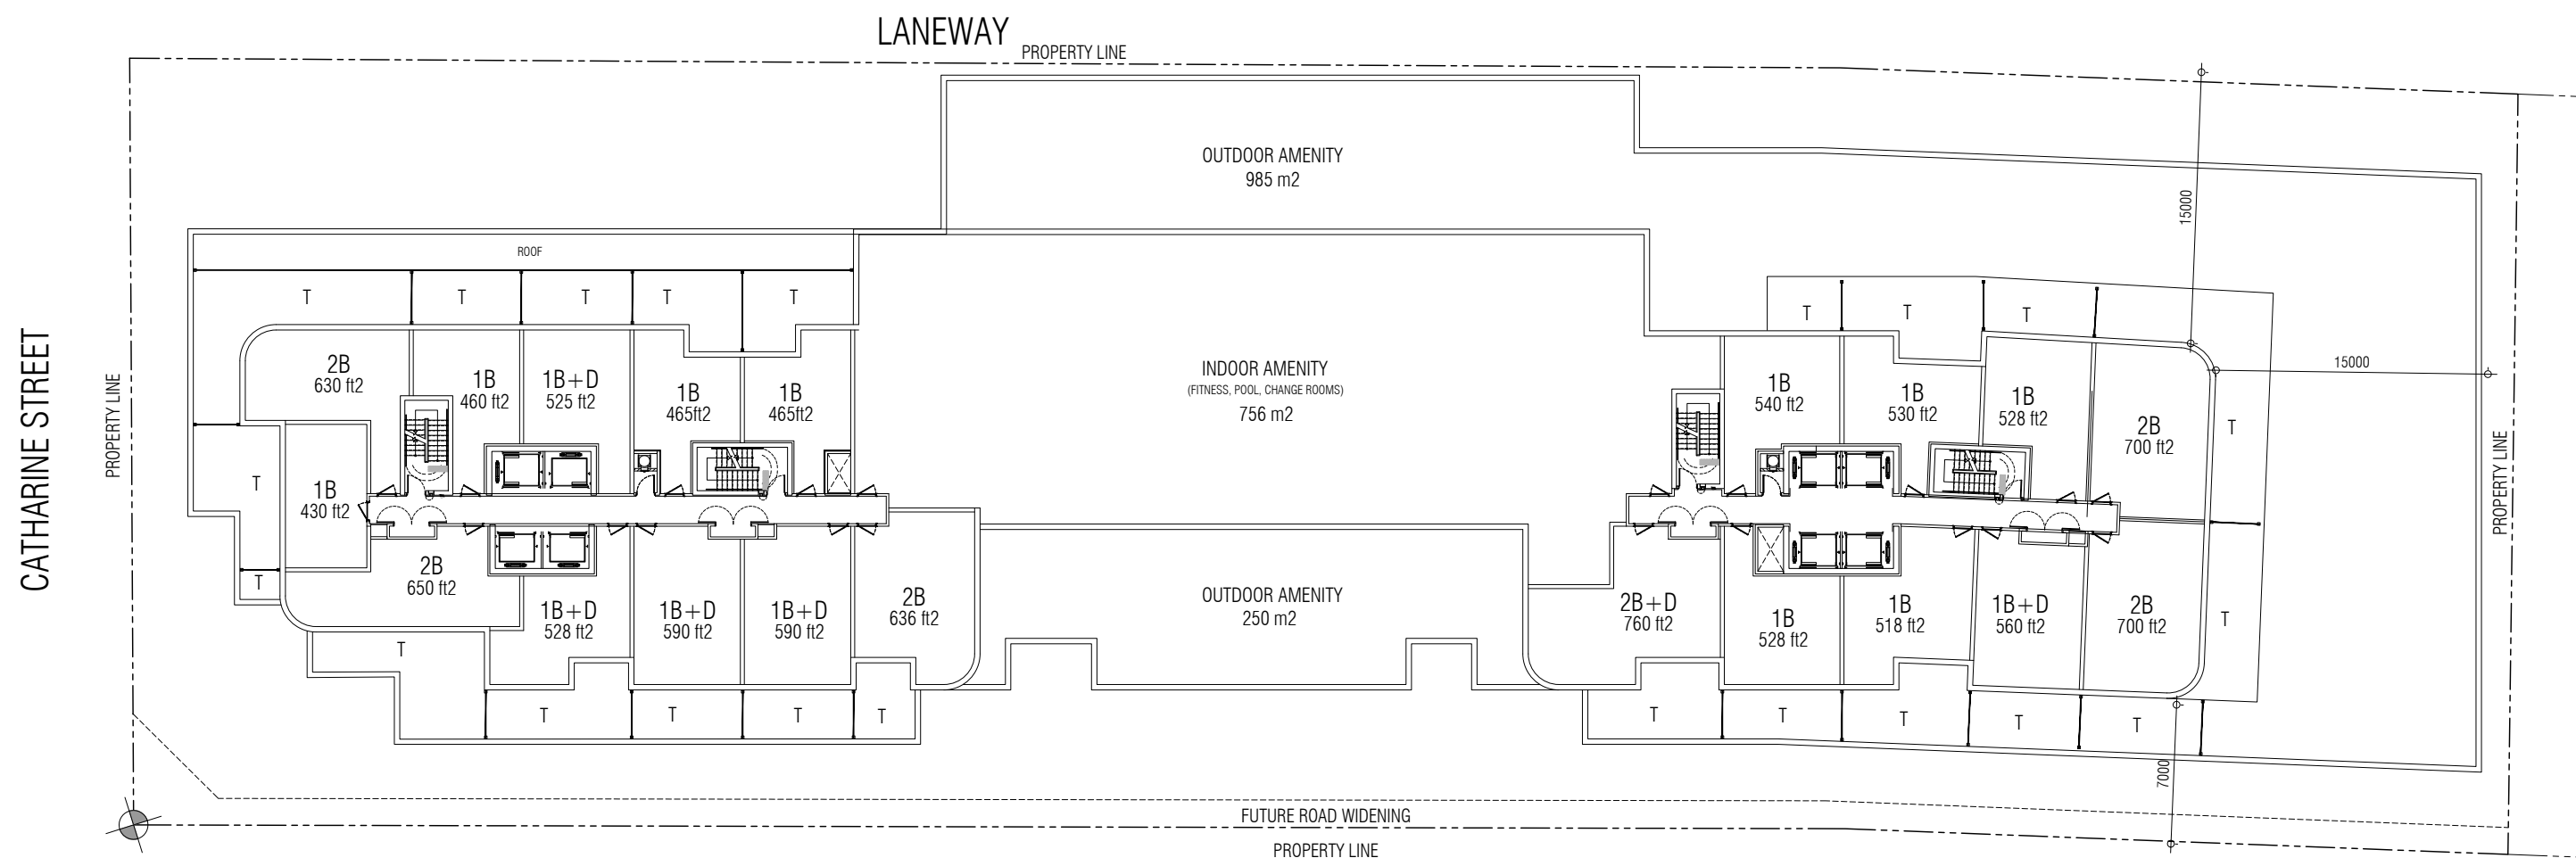 LANEWAY
PROPERTY LINE
OUTDOOR AMENITY
985 m2
15000
ROOF
T
T
T
T
T
T
T
T
CATHARINE STREET
PROPERTY LINE
2B
630 ft2
1B
460 ft2
1B+D
525 ft2
1B
465ft2
1B
465ft2
INDOOR AMENITY
(FITNESS, POOL, CHANGE ROOMS)
756 m2
1B
540 ft2
1B
530 ft2
1B
528 ft2
2B
700 ft2
15000
T
PROPERTY LINE
T
1B
430 ft2
T
2B
650 ft2
1B+D
528 ft2
1B+D
590 ft2
1B+D
590 ft2
2B
636 ft2
OUTDOOR AMENITY
250 m2
2B+D
760 ft2
1B
528 ft2
1B
518 ft2
1B+D
560 ft2
2B
700 ft2
T
T
T
T
T
T
T
T
T
T
T
7000
FUTURE ROAD WIDENING
PROPERTY LINE